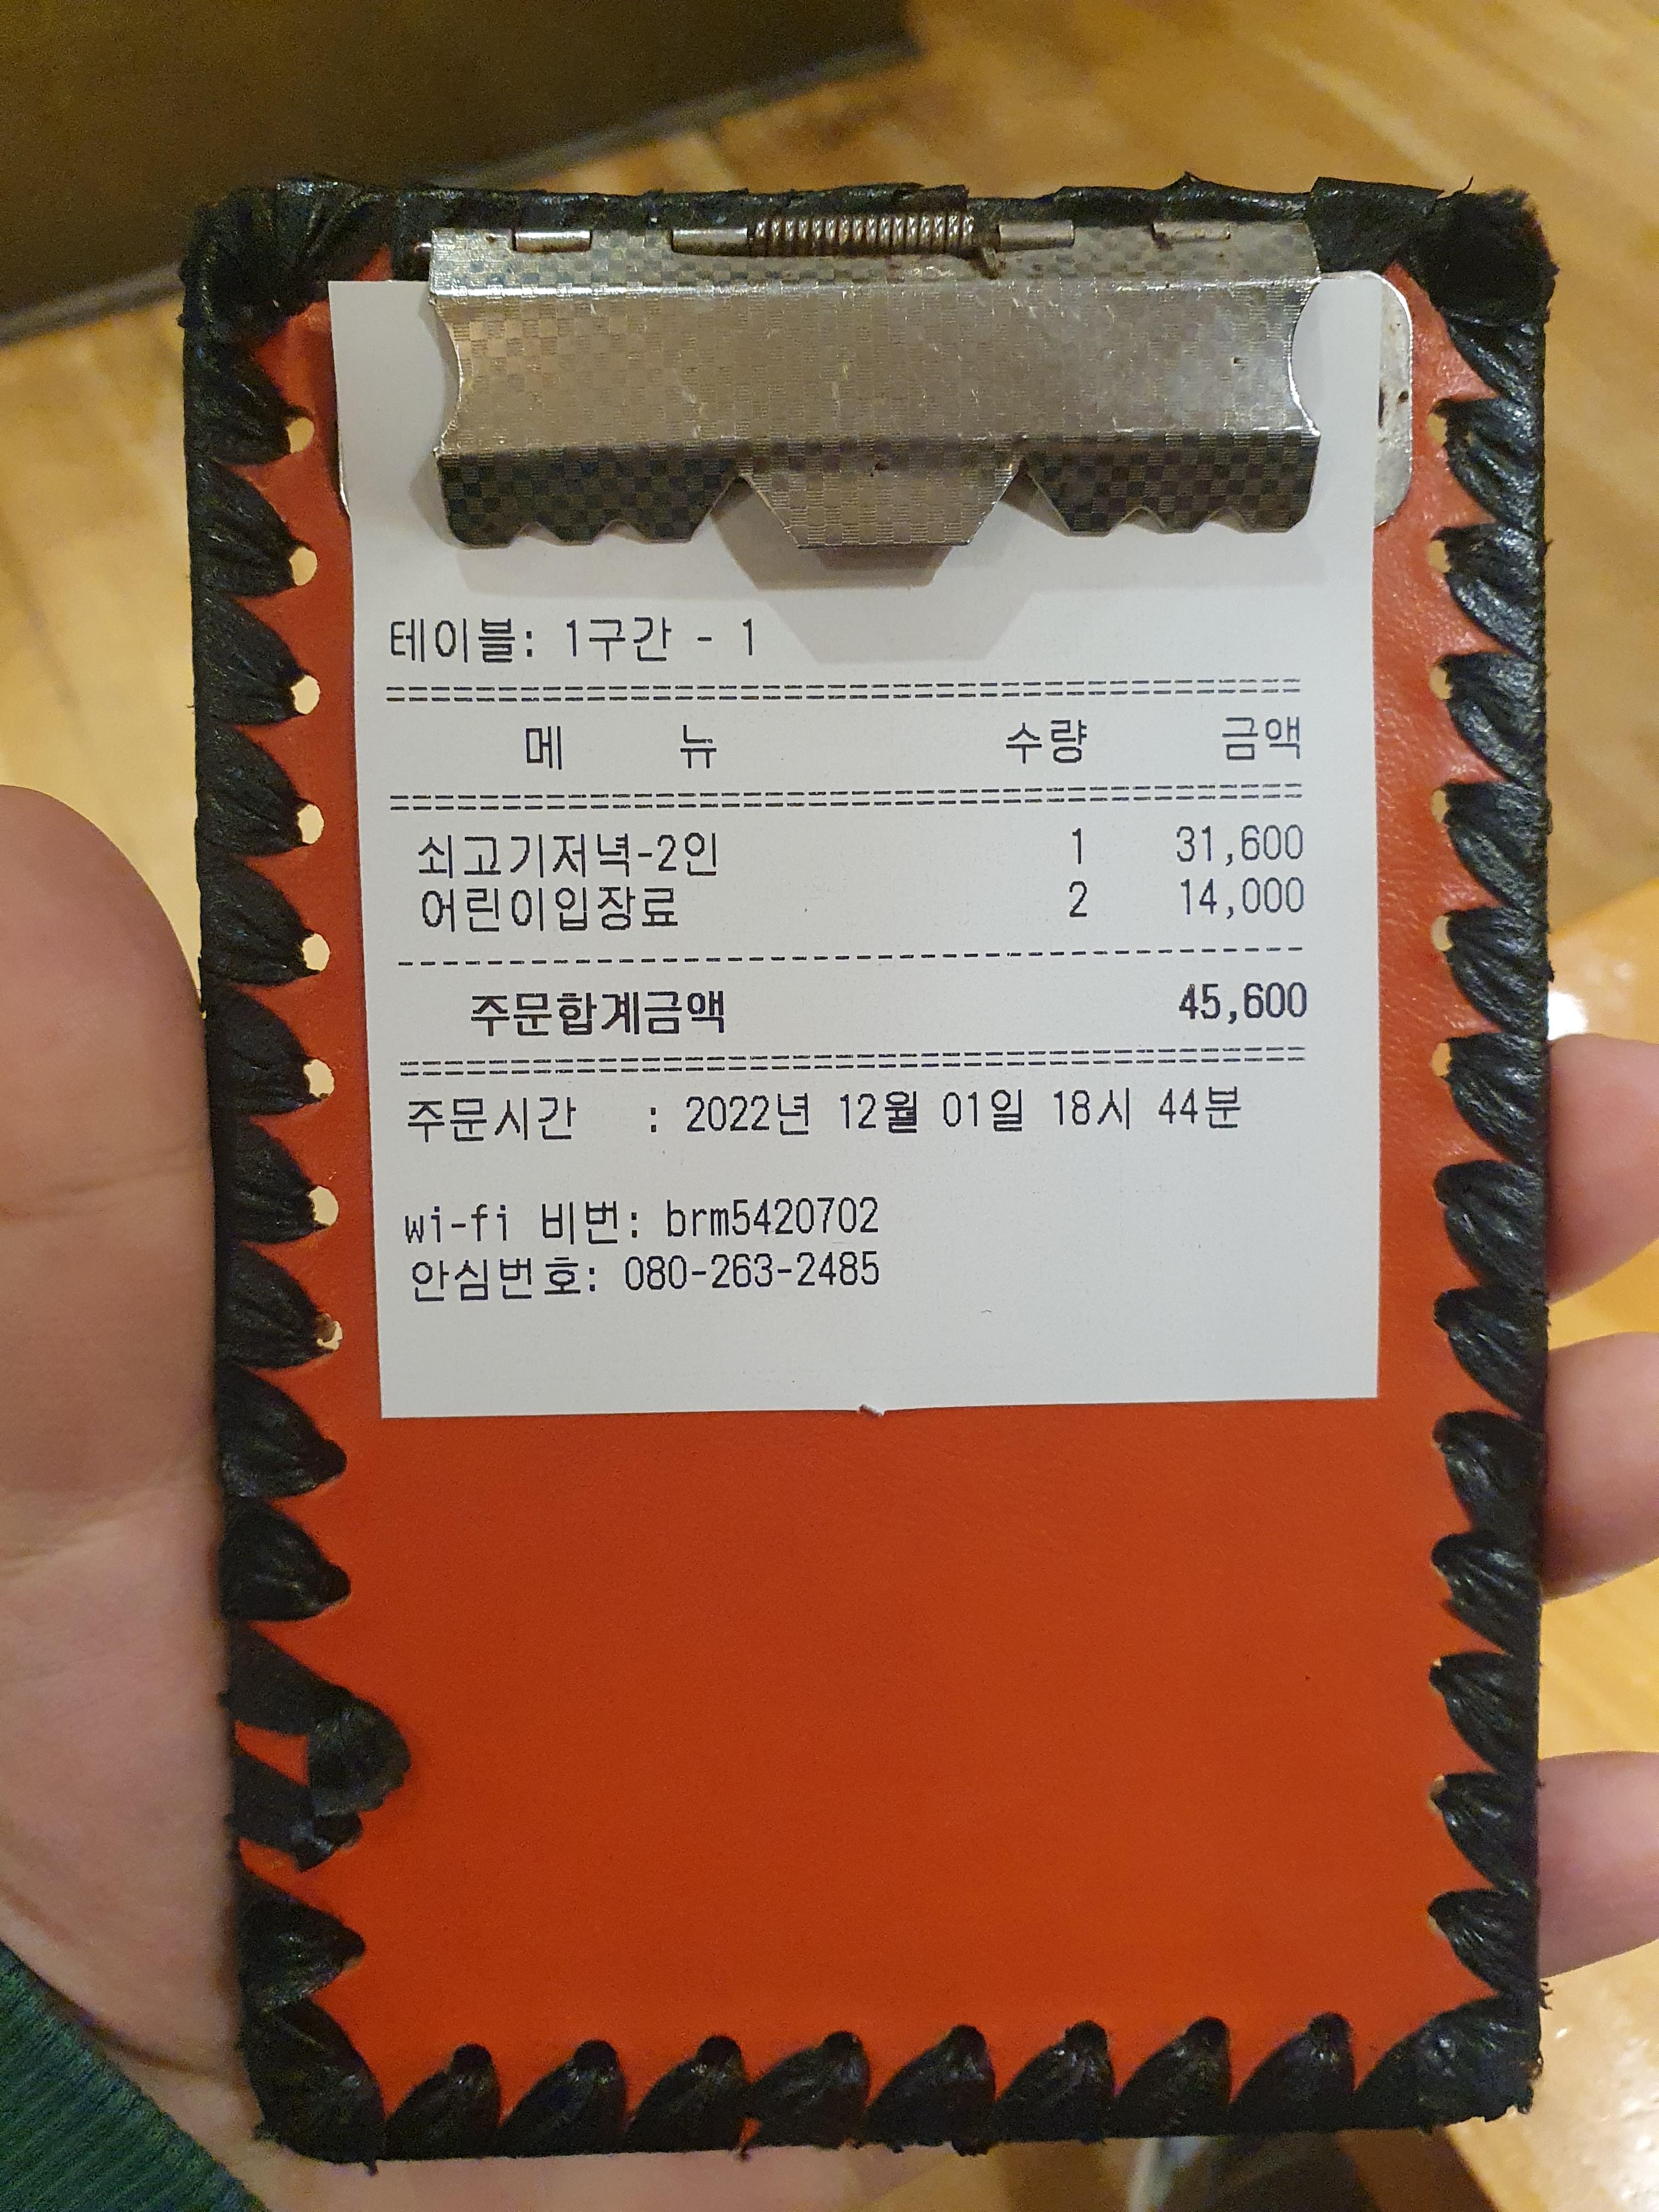 테이블: 1구간 - 1
================================
메 뉴 수량 금액
================================
쇠고기저녁-2인 1 31,600
어린이입장료 2 14,000
--------------------------------
주문합계금액 45,600
================================
주문시간 : 2022년 12월 01일 18시 44분
wi-fi 비번: brm5420702
안심번호: 080-263-2485